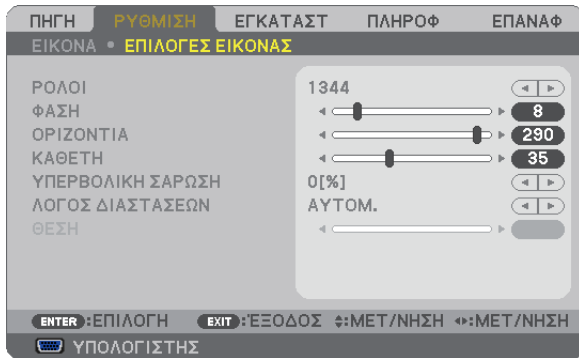 ΠΗΓΗ ΡΥΘΜΙΣΗ ΕΓΚΑΤΑΣΤ ΠΛΗΡΟΦ ΕΠΑΝΑΦ
ΕΙΚΟΝΑ • ΕΠΙΛΟΓΕΣ ΕΙΚΟΝΑΣ
ΡΟΛΟΙ 1344
ΦΑΣΗ 8
ΟΡΙΖΟΝΤΙΑ 290
ΚΑΘΕΤΗ 35
ΥΠΕΡΒΟΛΙΚΗ ΣΑΡΩΣΗ 0[%]
ΛΟΓΟΣ ΔΙΑΣΤΑΣΕΩΝ ΑΥΤΟΜ.
ΘΕΣΗ
ENTER :ΕΠΙΛΟΓΗ EXIT :ΈΞΟΔΟΣ :ΜΕΤ/ΝΗΣΗ :ΜΕΤ/ΝΗΣΗ
ΥΠΟΛΟΓΙΣΤΗΣ